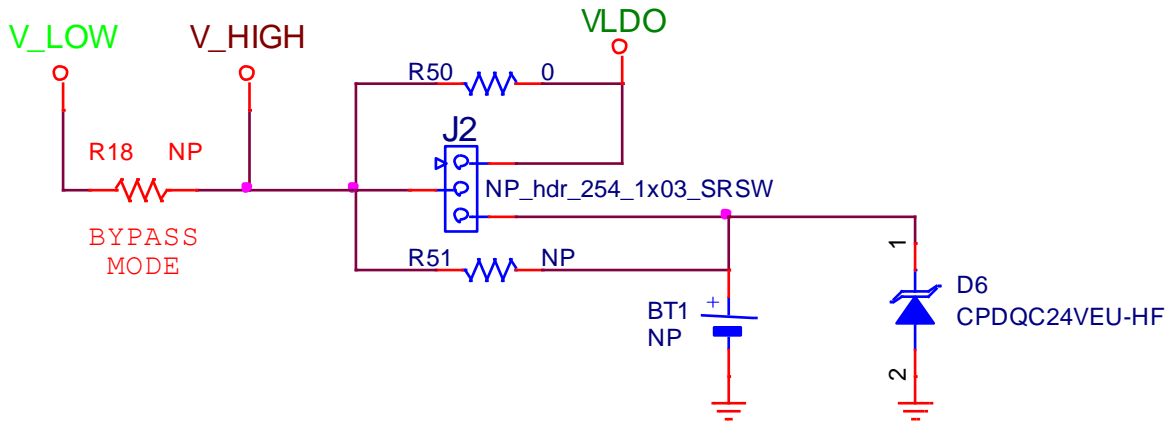 V_LOW V_HIGH VLDO
R50 0
J2
R18 NP
NP_hdr_254_1x03_SRSW
BYPASS
MODE
R51 NP
1
BT1 +
NP
D6
CPDQC24VEU-HF
2